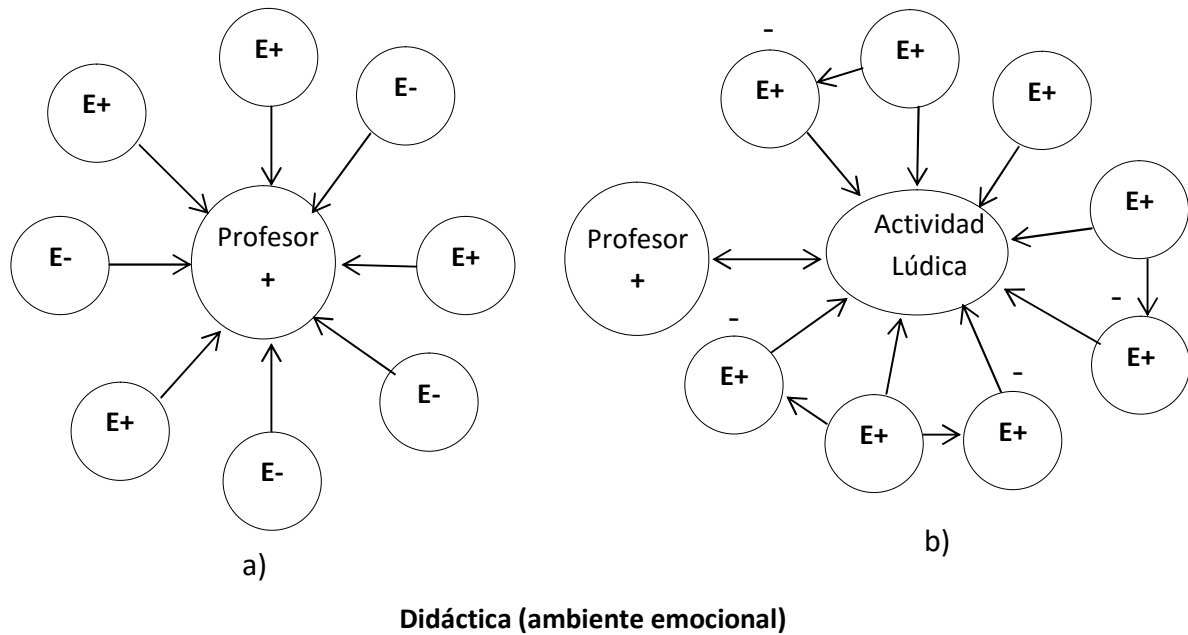 E+
E+
E-
E-
Profesor
+
E+
E+
E-
E-
a)
-
E+
E+
E+
Profesor
+
Actividad
Lúdica
E+
-
E+
-
E+
E+
-
E+
b)
Didáctica (ambiente emocional)